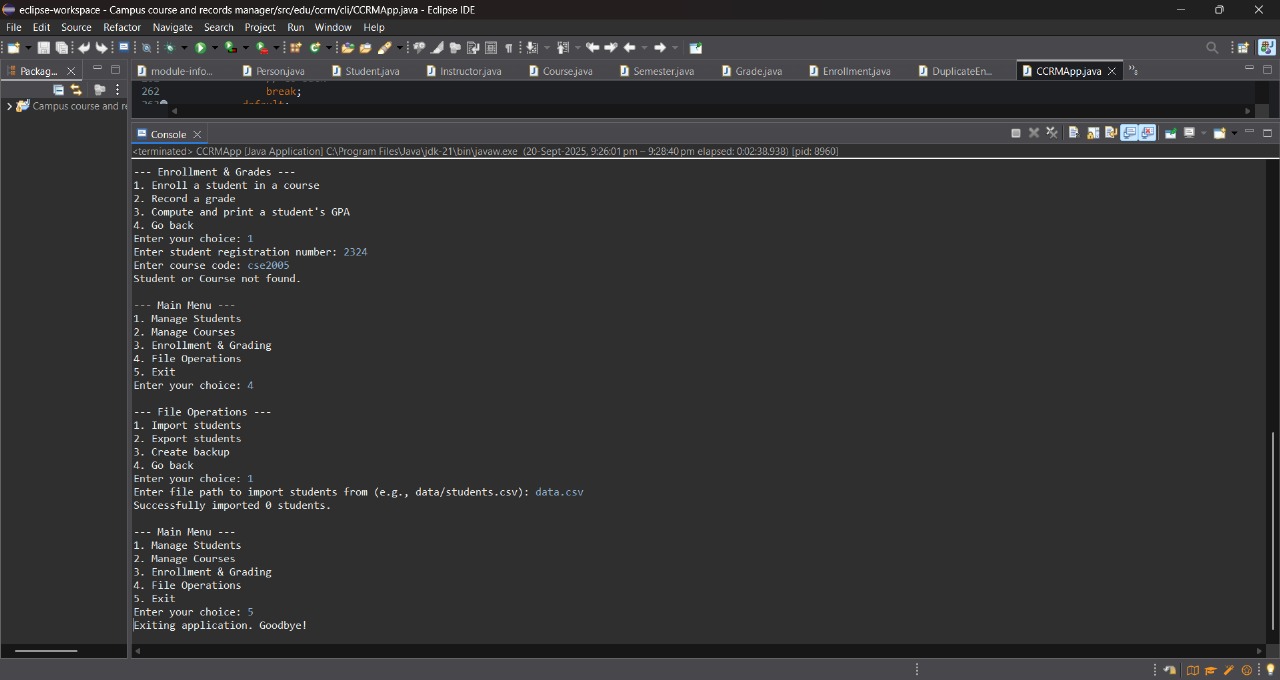 eclipse-workspace - Campus course and records manager/src/edu/ccrm/cli/CCRMApp.java - Eclipse IDE
File Edit Source Refactor Navigate Search Project Run Window Help
Packag... module-info... Person.java Student.java Instructor.java Course.java Semester.java Grade.java Enrollment.java DuplicateEn... CCRMApp.java
262 break;
Campus course and re
Console
<terminated> CCRMApp [Java Application] C:\Program Files\Java\jdk-21\bin\javaw.exe (20-Sept-2025, 9:26:01 pm – 9:28:40 pm elapsed: 0:02:38.938) [pid: 8960]
--- Enrollment & Grades ---
1. Enroll a student in a course
2. Record a grade
3. Compute and print a student's GPA
4. Go back
Enter your choice: 1
Enter student registration number: 2324
Enter course code: cse2005
Student or Course not found.
--- Main Menu ---
1. Manage Students
2. Manage Courses
3. Enrollment & Grading
4. File Operations
5. Exit
Enter your choice: 4
--- File Operations ---
1. Import students
2. Export students
3. Create backup
4. Go back
Enter your choice: 1
Enter file path to import students from (e.g., data/students.csv): data.csv
Successfully imported 0 students.
--- Main Menu ---
1. Manage Students
2. Manage Courses
3. Enrollment & Grading
4. File Operations
5. Exit
Enter your choice: 5
Exiting application. Goodbye!